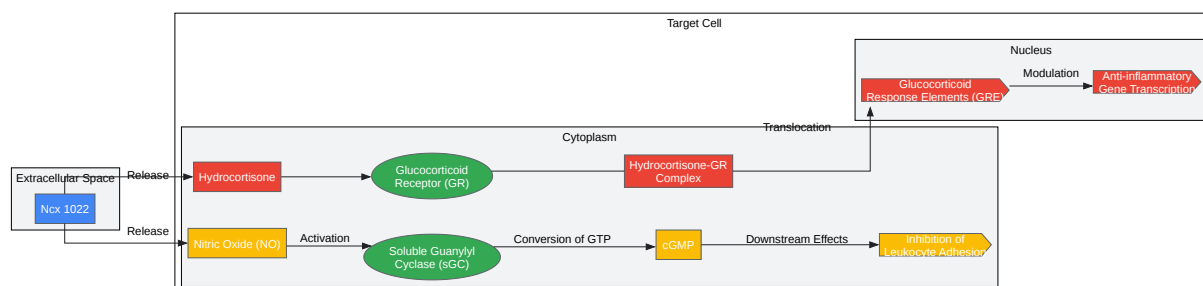 Target Cell
Nucleus
Glucocorticoid
Response Elements (GRE)
Modulation
Anti-inflammatory
Gene Transcription
Translocation
Cytoplasm
Extracellular Space
Ncx 1022
Release
Hydrocortisone
Glucocorticoid
Receptor (GR)
Hydrocortisone-GR
Complex
Release
Nitric Oxide (NO)
Activation
Soluble Guanylyl
Cyclase (sGC)
Conversion of GTP
cGMP
Downstream Effects
Inhibition of
Leukocyte Adhesion